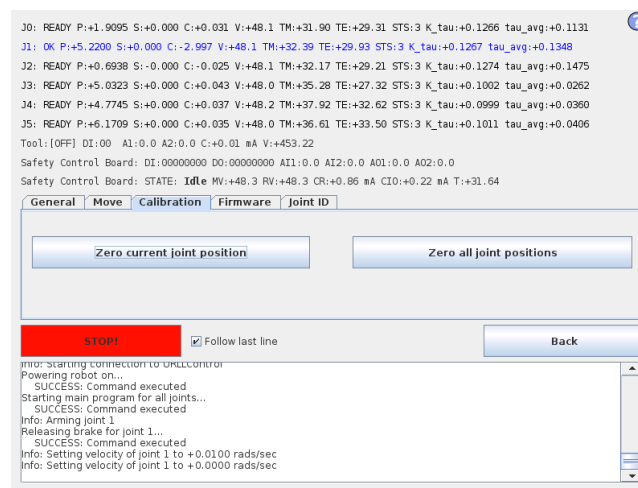 J0: READY P:+1.9095 S:+0.000 C:+0.031 V:+48.1 TM:+31.90 TE:+29.31 STS:3 K_tau:+0.1266 tau_avg:+0.1131
J1: OK P:+5.2200 S:+0.000 C:-2.997 V:+48.1 TM:+32.39 TE:+29.93 STS:3 K_tau:+0.1267 tau_avg:+0.1348
J2: READY P:+0.6938 S:-0.000 C:-0.025 V:+48.1 TM:+32.17 TE:+29.21 STS:3 K_tau:+0.1274 tau_avg:+0.1475
J3: READY P:+5.0323 S:+0.000 C:+0.043 V:+48.0 TM:+35.28 TE:+27.32 STS:3 K_tau:+0.1002 tau_avg:+0.0262
J4: READY P:+4.7745 S:+0.000 C:+0.037 V:+48.2 TM:+37.92 TE:+32.62 STS:3 K_tau:+0.0999 tau_avg:+0.0360
J5: READY P:+6.1709 S:+0.000 C:+0.037 V:+48.1 TM:+36.61 TE:+33.50 STS:3 K_tau:+0.1011 tau_avg:+0.0406
Tool:[OFF] DI:00 A1:0.0 A2:0.0 C:+0.01 mA V:+453.22
Safety Control Board: DI:00000000 DO:00000000 AI1:0.0 AI2:0.0 AO1:0.0 AO2:0.0
Safety Control Board: STATE: Idle MV:+48.3 RV:+48.3 CR:+0.86 mA CIO:+0.22 mA T:+31.64
General Move Calibration Firmware Joint ID
Zero current joint position Zero all joint positions
STOP! Follow last line Back
Info: Starting connection to URLLControl
Powering robot on...
SUCCESS: Command executed
Starting main program for all joints...
SUCCESS: Command executed
Info: Arming joint 1
Releasing brake for joint 1...
SUCCESS: Command executed
Info: Setting velocity of joint 1 to +0.0100 rads/sec
Info: Setting velocity of joint 1 to +0.0000 rads/sec